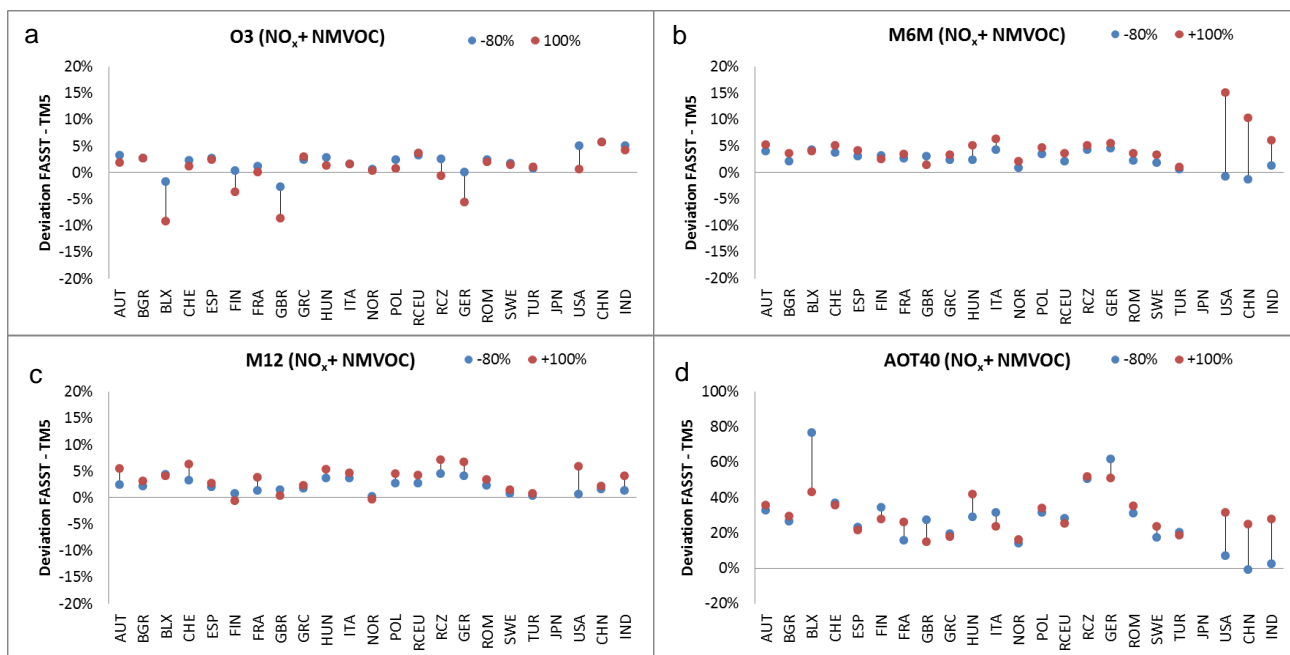 a
O3 (NOx+ NMVOC)
-80%
100%
Deviation FASST - TM5
20%
15%
10%
5%
0%
-5%
-10%
-15%
-20%
AUT BGR BLX CHE ESP FIN FRA GBR GRC HUN ITA NOR POL RCEU RCZ GER ROM SWE TUR JPN USA CHN IND
b
M6M (NOx+ NMVOC)
-80%
+100%
Deviation FASST - TM5
20%
15%
10%
5%
0%
-5%
-10%
-15%
-20%
AUT BGR BLX CHE ESP FIN FRA GBR GRC HUN ITA NOR POL RCEU RCZ GER ROM SWE TUR JPN USA CHN IND
c
M12 (NOx+ NMVOC)
-80%
+100%
Deviation FASST - TM5
20%
15%
10%
5%
0%
-5%
-10%
-15%
-20%
AUT BGR BLX CHE ESP FIN FRA GBR GRC HUN ITA NOR POL RCEU RCZ GER ROM SWE TUR JPN USA CHN IND
d
AOT40 (NOx+ NMVOC)
-80%
+100%
Deviation FASST - TM5
100%
80%
60%
40%
20%
0%
20%
AUT BGR BLX CHE ESP FIN FRA GBR GRC HUN ITA NOR POL RCEU RCZ GER ROM SWE TUR JPN USA CHN IND